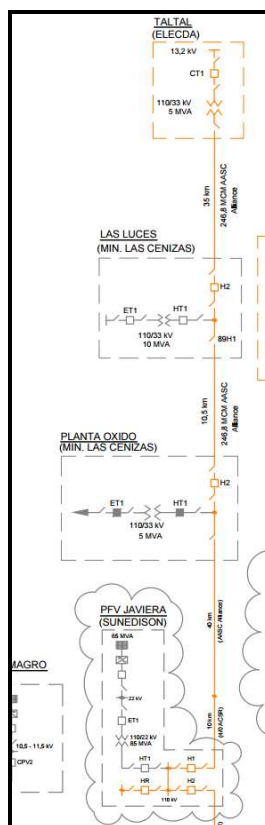 TALTAL
(ELECDA)
13,2 kV
CT1
110/33 kV
5 MVA
35 km
246,8 MCM AASC
Alliance
LAS LUCES
(MIN. LAS CENIZAS)
H2
ET1
HT1
110/33 kV
10 MVA
89H1
10,5 km
246,8 MCM AASC
Alliance
PLANTA OXIDO
(MIN. LAS CENIZAS)
H2
ET1
HT1
110/33 kV
5 MVA
40 km
(AASC Alliance)
PFV JAVIERA
(SUNEDISON)
65 MVA
22 kV
ET1
110/22 kV
65 MVA
10 km
(4/0 ACSR)
HT1
H1
HR
H2
110 kV
MAGRO
10,5 - 11,5 kV
CPV2